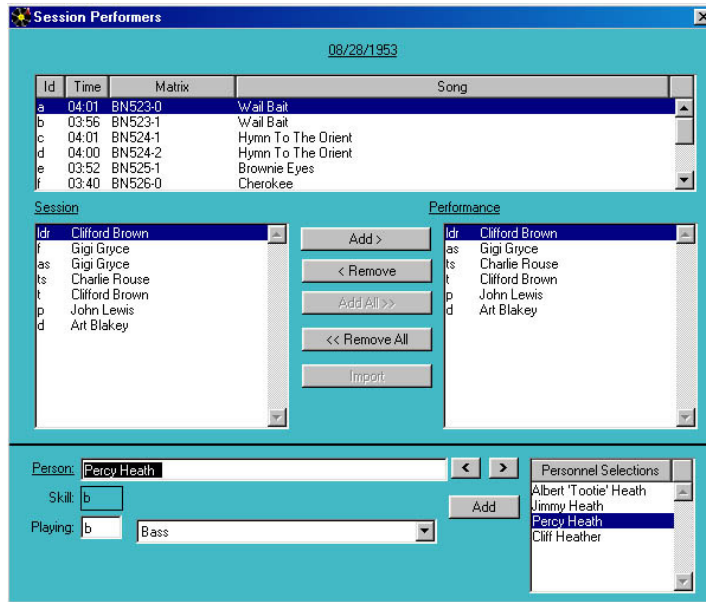 Session Performers
08/28/1953
Id Time Matrix Song
a 04:01 BN523-0 Wail Bait
b 03:56 BN523-1 Wail Bait
c 04:01 BN524-1 Hymn To The Orient
d 04:00 BN524-2 Hymn To The Orient
e 03:52 BN525-1 Brownie Eyes
f 03:40 BN526-0 Cherokee
Session
ldr Clifford Brown
f Gigi Gryce
as Gigi Gryce
ts Charlie Rouse
t Clifford Brown
p John Lewis
d Art Blakey
Add >
< Remove
Add All >>
<< Remove All
Import
Performance
ldr Clifford Brown
as Gigi Gryce
ts Charlie Rouse
t Clifford Brown
p John Lewis
d Art Blakey
Person: Percy Heath < >
Skill: b
Playing: b Bass
Add
Personnel Selections
Albert 'Tootie' Heath
Jimmy Heath
Percy Heath
Cliff Heather